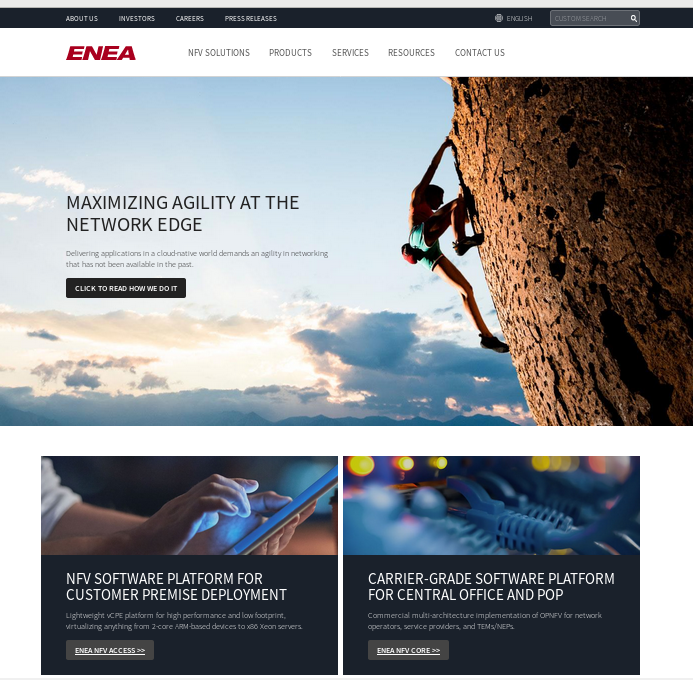 ABOUT US INVESTORS CAREERS PRESS RELEASES ENGLISH CUSTOM SEARCH
ENEA NFV SOLUTIONS PRODUCTS SERVICES RESOURCES CONTACT US
MAXIMIZING AGILITY AT THE
NETWORK EDGE
Delivering applications in a cloud-native world demands an agility in networking
that has not been available in the past.
CLICK TO READ HOW WE DO IT
NFV SOFTWARE PLATFORM FOR
CUSTOMER PREMISE DEPLOYMENT
Lightweight vCPE platform for high performance and low footprint,
virtualizing anything from 2-core ARM-based devices to x86 Xeon servers.
ENEA NFV ACCESS >>
CARRIER-GRADE SOFTWARE PLATFORM
FOR CENTRAL OFFICE AND POP
Commercial multi-architecture implementation of OPNFV for network
operators, service providers, and TEMs/NEPs.
ENEA NFV CORE >>